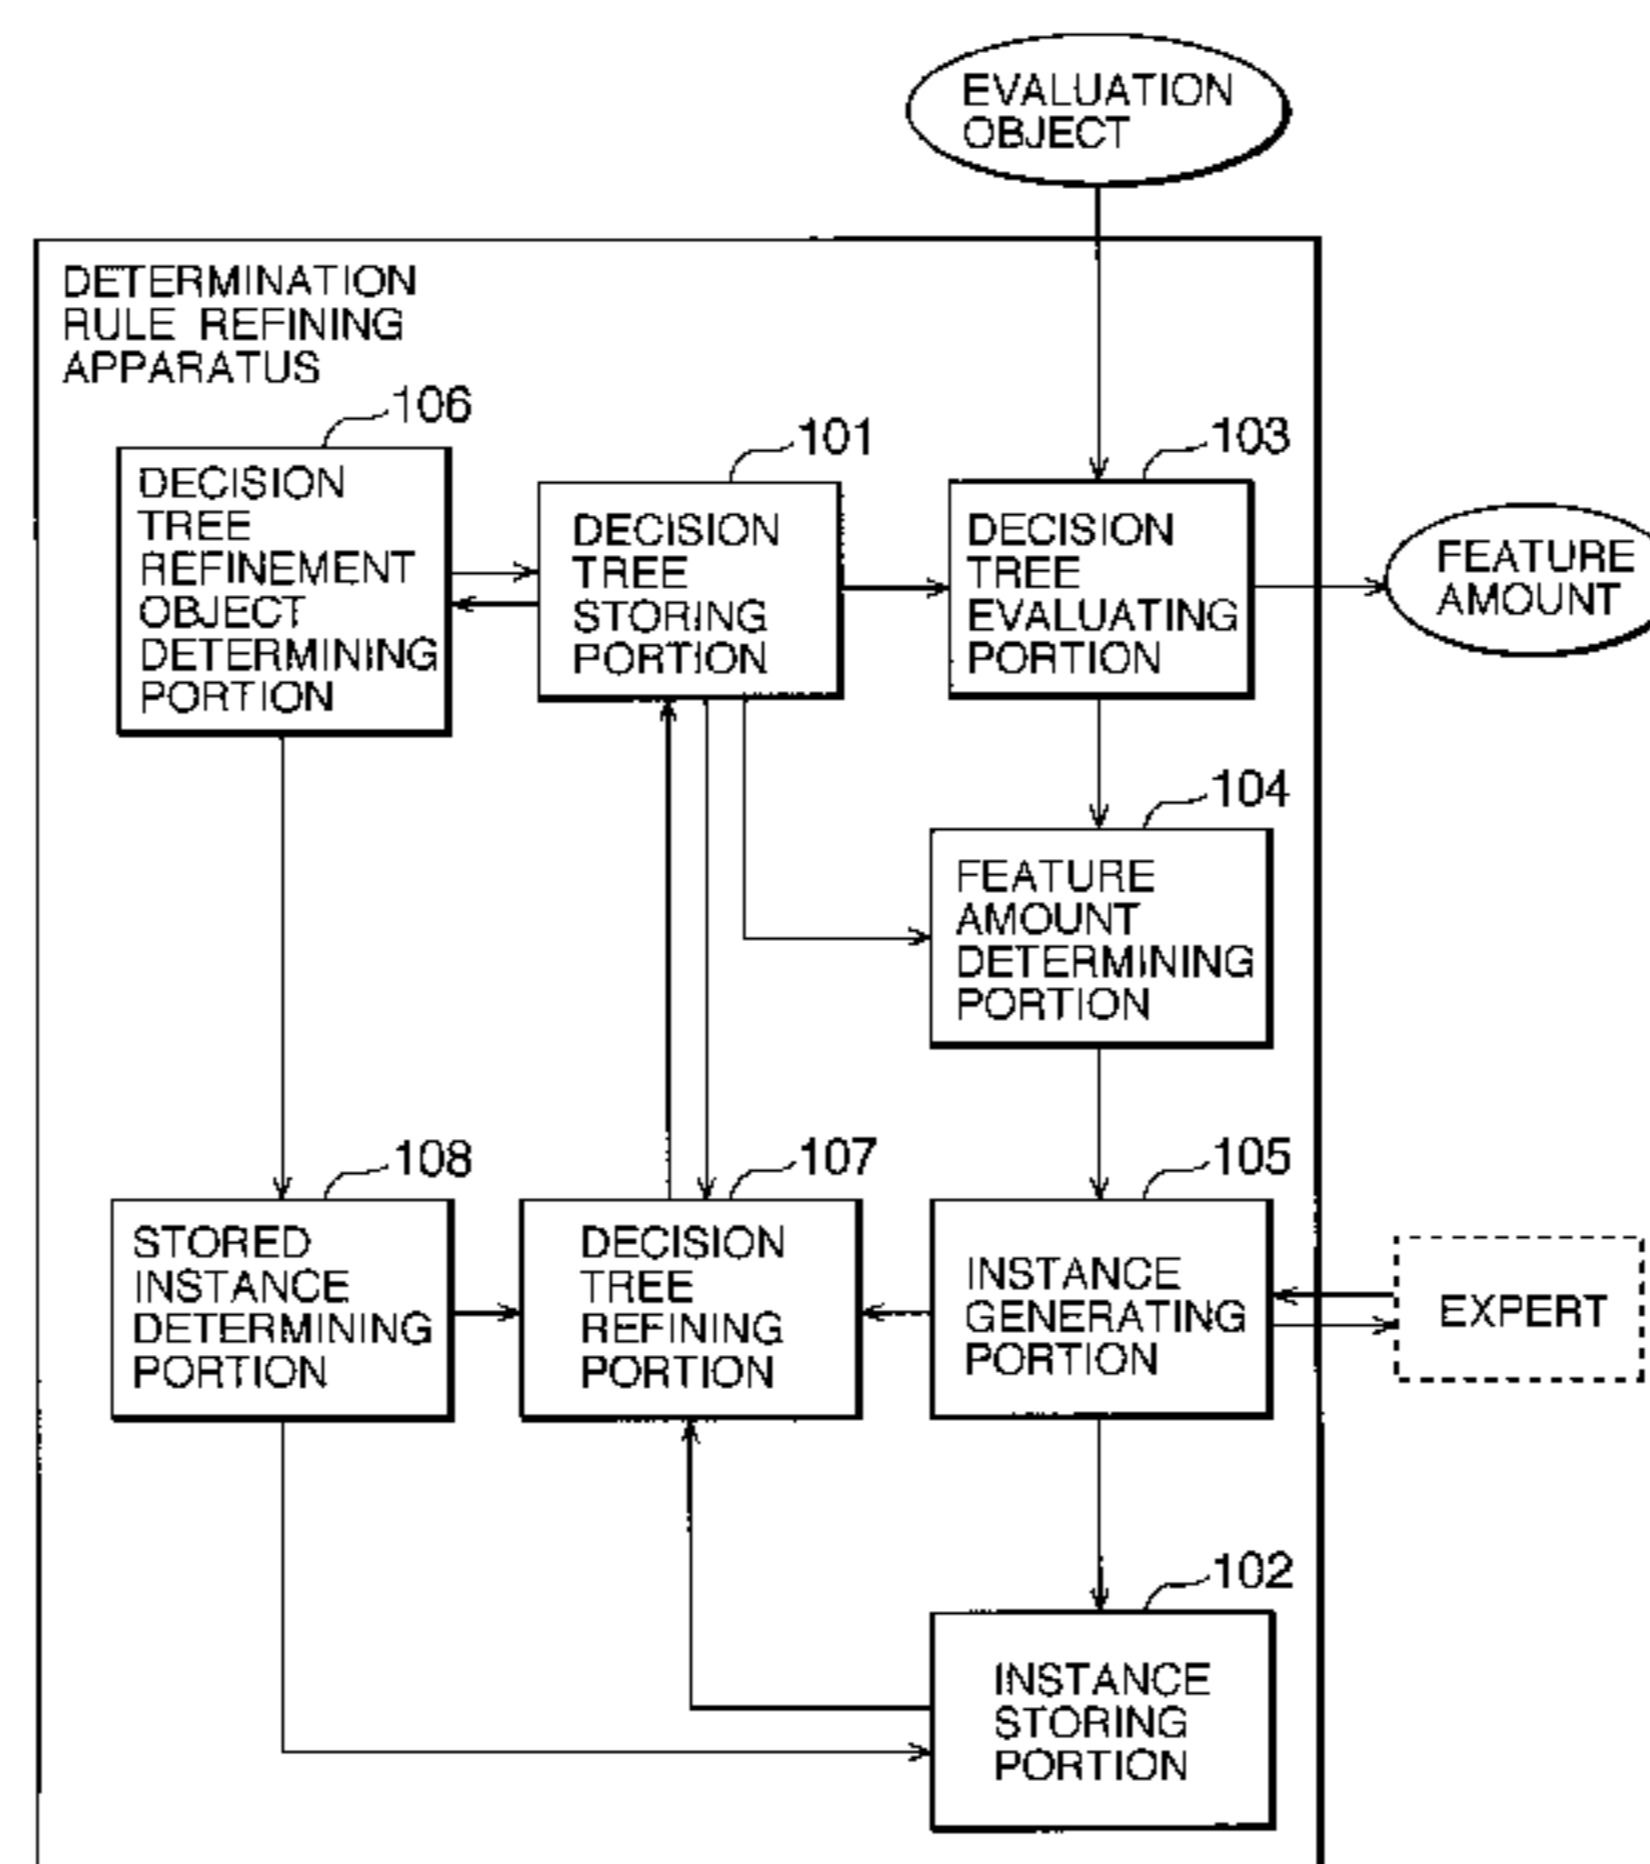 EVALUATION
OBJECT
DETERMINATION
RULE REFINING
APPARATUS
106
DECISION
TREE
REFINEMENT
OBJECT
DETERMINING
PORTION
101
DECISION
TREE
STORING
PORTION
103
DECISION
TREE
EVALUATING
PORTION
FEATURE
AMOUNT
104
FEATURE
AMOUNT
DETERMINING
PORTION
108
STORED
INSTANCE
DETERMINING
PORTION
107
DECISION
TREE
REFINING
PORTION
105
INSTANCE
GENERATING
PORTION
EXPERT
102
INSTANCE
STORING
PORTION